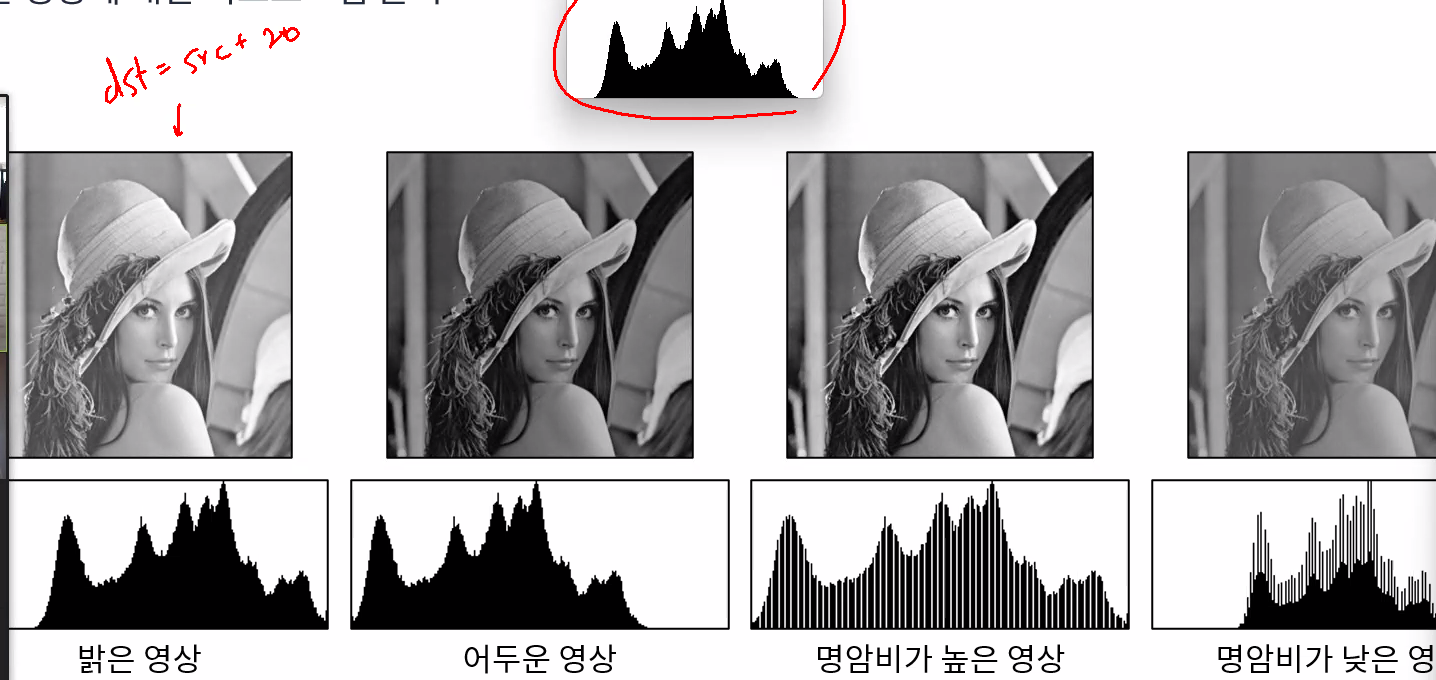 dst = src + 20
밝은 영상
어두운 영상
명암비가 높은 영상
명암비가 낮은